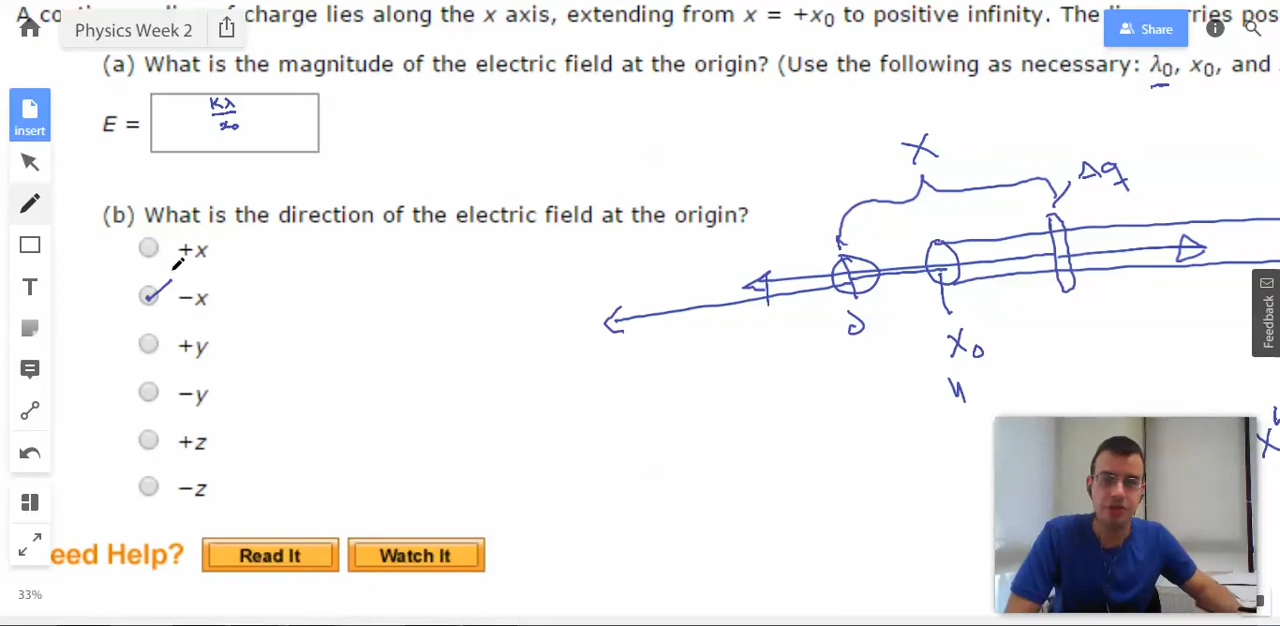 A co of charge lies along the x axis, extending from x = +x₀ to positive infinity. The pos
Physics Week 2
Share
(a) What is the magnitude of the electric field at the origin? (Use the following as necessary: λ₀, x₀, and
E =
Kλ
x₀
insert
X
Δq
(b) What is the direction of the electric field at the origin?
+x
−x
+y
−y
+z
−z
0
x₀
Feedback
eed Help?
Read It
Watch It
33%